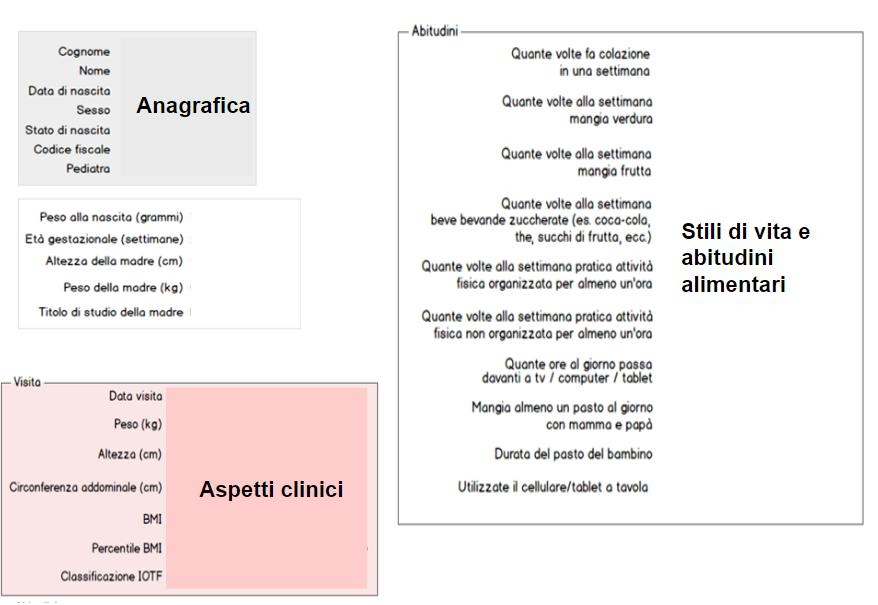 Cognome
Nome
Data di nascita
Sesso
Stato di nascita
Codice fiscale
Pediatra
Anagrafica
Peso alla nascita (grammi)
Età gestazionale (settimane)
Altezza della madre (cm)
Peso della madre (kg)
Titolo di studio della madre
Visita
Data visita
Peso (kg)
Altezza (cm)
Circonferenza addominale (cm)
BMI
Percentile BMI
Classificazione IOTF
Aspetti clinici
Abitudini
Quante volte fa colazione
in una settimana
Quante volte alla settimana
mangia verdura
Quante volte alla settimana
mangia frutta
Quante volte alla settimana
beve bevande zuccherate (es. coca-cola,
the, succhi di frutta, ecc.)
Quante volte alla settimana pratica attività
fisica organizzata per almeno un'ora
Quante volte alla settimana pratica attività
fisica non organizzata per almeno un'ora
Quante ore al giorno passa
davanti a tv / computer / tablet
Mangia almeno un pasto al giorno
con mamma e papà
Durata del pasto del bambino
Utilizzate il cellulare/tablet a tavola
Stili di vita e
abitudini
alimentari